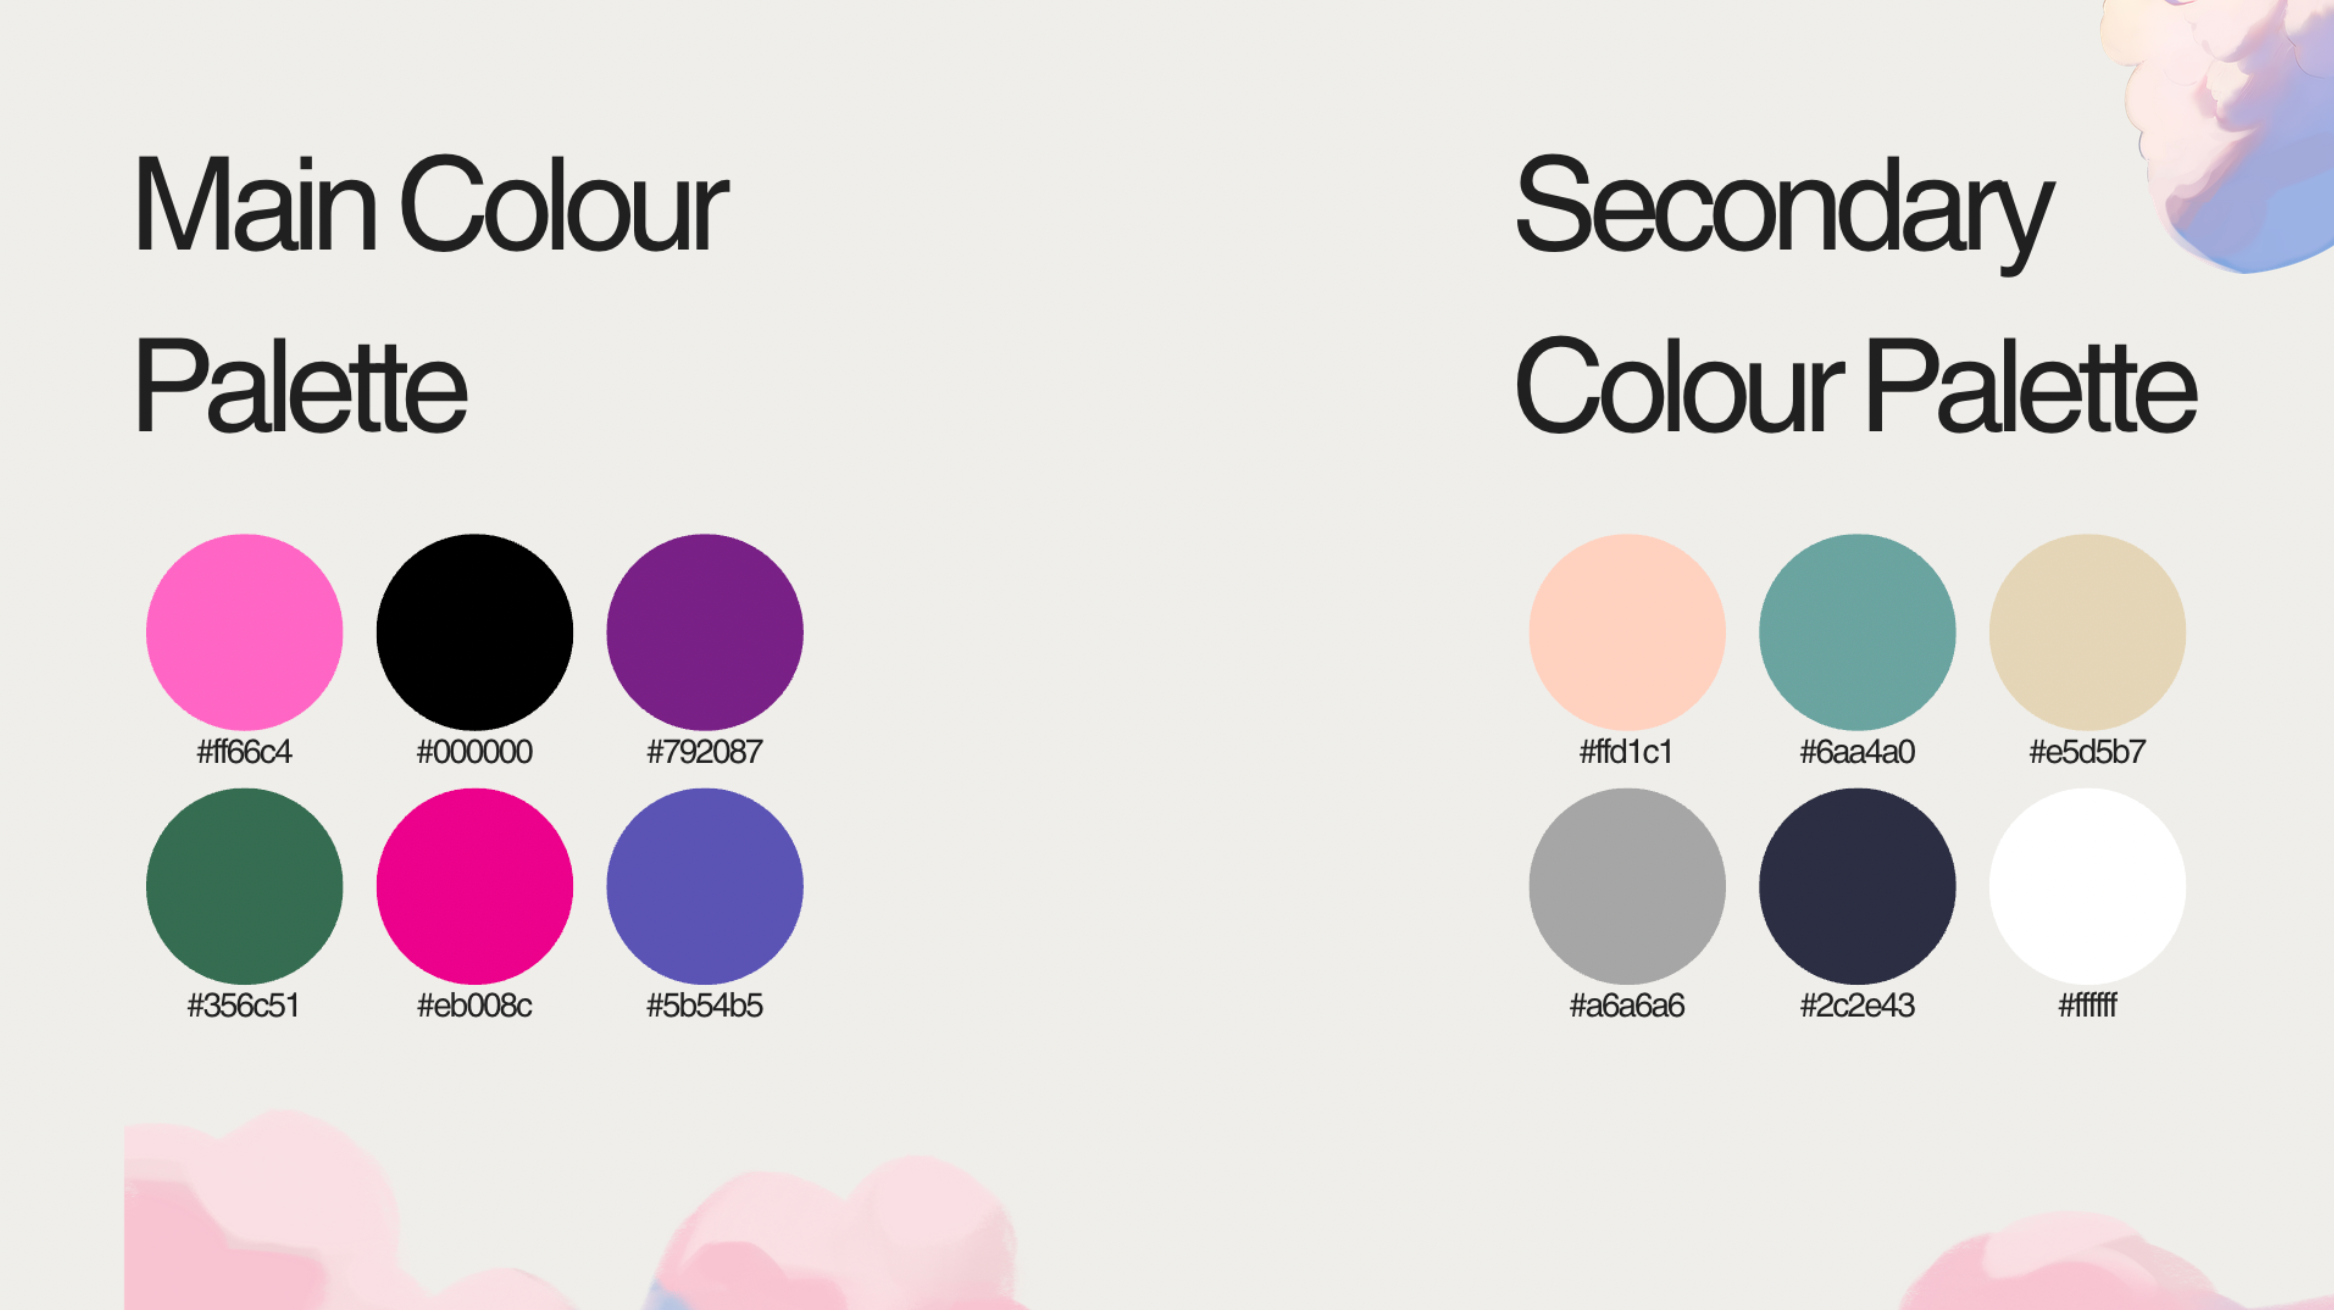 Main Colour
Palette
#ff66c4 #000000 #792087
#356c51 #eb008c #5b54b5
Secondary
Colour Palette
#ffd1c1 #6aa4a0 #e5d5b7
#a6a6a6 #2c2e43 #ffffff